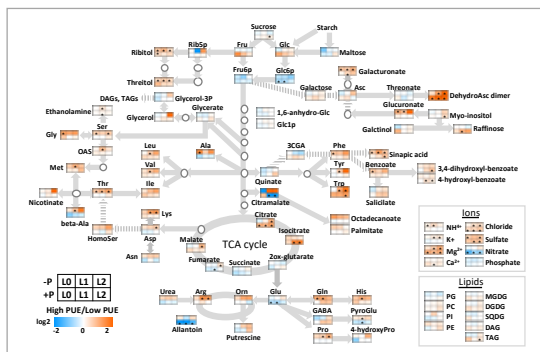 Sucrose
Starch
Ribitol
Rib5p
Fru
Glc
Maltose
Threitol
Fru6p
Glc6p
Galacturonate
Galactose
Asc
Threonate
DehydroAsc dimer
DAGs, TAGs
Glycerol-3P
Glucuronate
Ethanolamine
Glycerate
1,6-anhydro-Glc
Myo-inositol
Glycerol
Glc1p
Galctinol
Raffinose
Gly
Ser
OAS
Leu
Ala
3CGA
Phe
Sinapic acid
Met
Val
Tyr
Benzoate
3,4-dihydroxyl-benzoate
Thr
Ile
Quinate
Trp
4-hydroxyl-benzoate
Nicotinate
Citramalate
Salicilate
beta-Ala
Lys
Octadecanoate
HomoSer
Asp
Citrate
Palmitate
Isocitrate
Malate
TCA cycle
Asn
Fumarate
2ox-glutarate
Succinate
Urea
Arg
Orn
Glu
Gln
His
GABA
PyroGlu
Allantoin
Putrescine
Pro
4-hydroxyPro
-P L0 L1 L2
+P L0 L1 L2
High PUE/Low PUE
log2
-1 0 1
Ions
NH⁴⁺ Chloride
K+ Sulfate
Mg²⁺ Nitrate
Ca²⁺ Phosphate
Lipids
PG MGDG
PC DGDG
PI SQDG
PE DAG
TAG